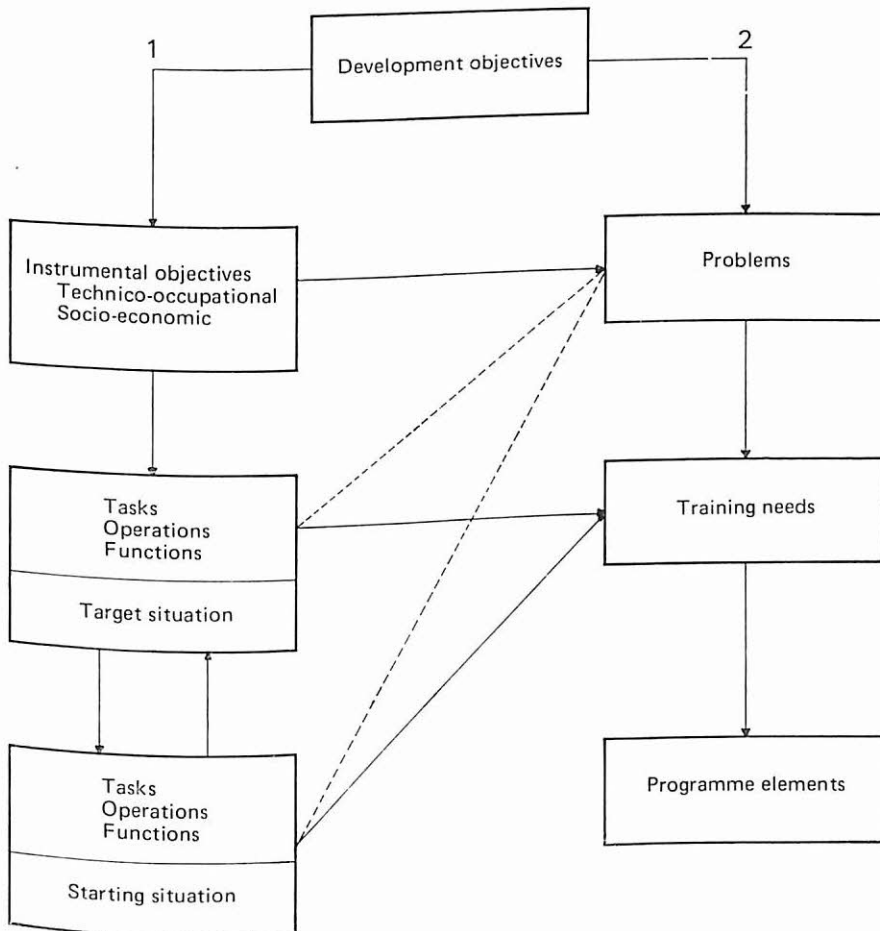 1
Development objectives
2
Instrumental objectives
Technico-occupational
Socio-economic
Problems
Tasks
Operations
Functions
Target situation
Training needs
Tasks
Operations
Functions
Starting situation
Programme elements